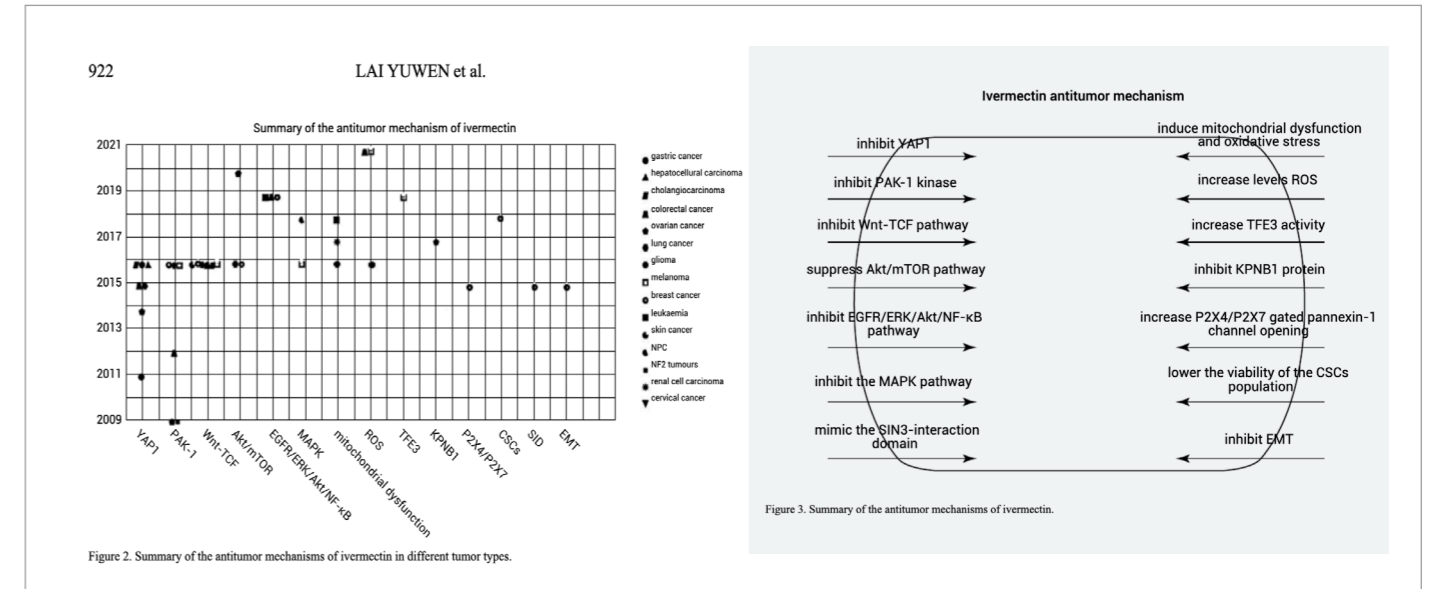 922
LAI YUWEN et al.
Summary of the antitumor mechanism of ivermectin
2021
2019
2017
2015
2013
2011
2009
YAP1
PAK-1
Wnt-TCF
Akt/mTOR
EGFR/ERK/Akt/NF-κB
MAPK
mitochondrial dysfunction
ROS
TFE3
KPNB1
P2X4/P2X7
CSCs
SID
EMT
gastric cancer
hepatocellural carcinoma
cholangiocarcinoma
colorectal cancer
ovarian cancer
lung cancer
glioma
melanoma
breast cancer
leukaemia
skin cancer
NPC
NF2 tumours
renal cell carcinoma
cervical cancer
Figure 2. Summary of the antitumor mechanisms of ivermectin in different tumor types.
Ivermectin antitumor mechanism
inhibit YAP1
inhibit PAK-1 kinase
inhibit Wnt-TCF pathway
suppress Akt/mTOR pathway
inhibit EGFR/ERK/Akt/NF-κB
pathway
inhibit the MAPK pathway
mimic the SIN3-interaction
domain
induce mitochondrial dysfunction
and oxidative stress
increase levels ROS
increase TFE3 activity
inhibit KPNB1 protein
increase P2X4/P2X7 gated pannexin-1
channel opening
lower the viability of the CSCs
population
inhibit EMT
Figure 3. Summary of the antitumor mechanisms of ivermectin.